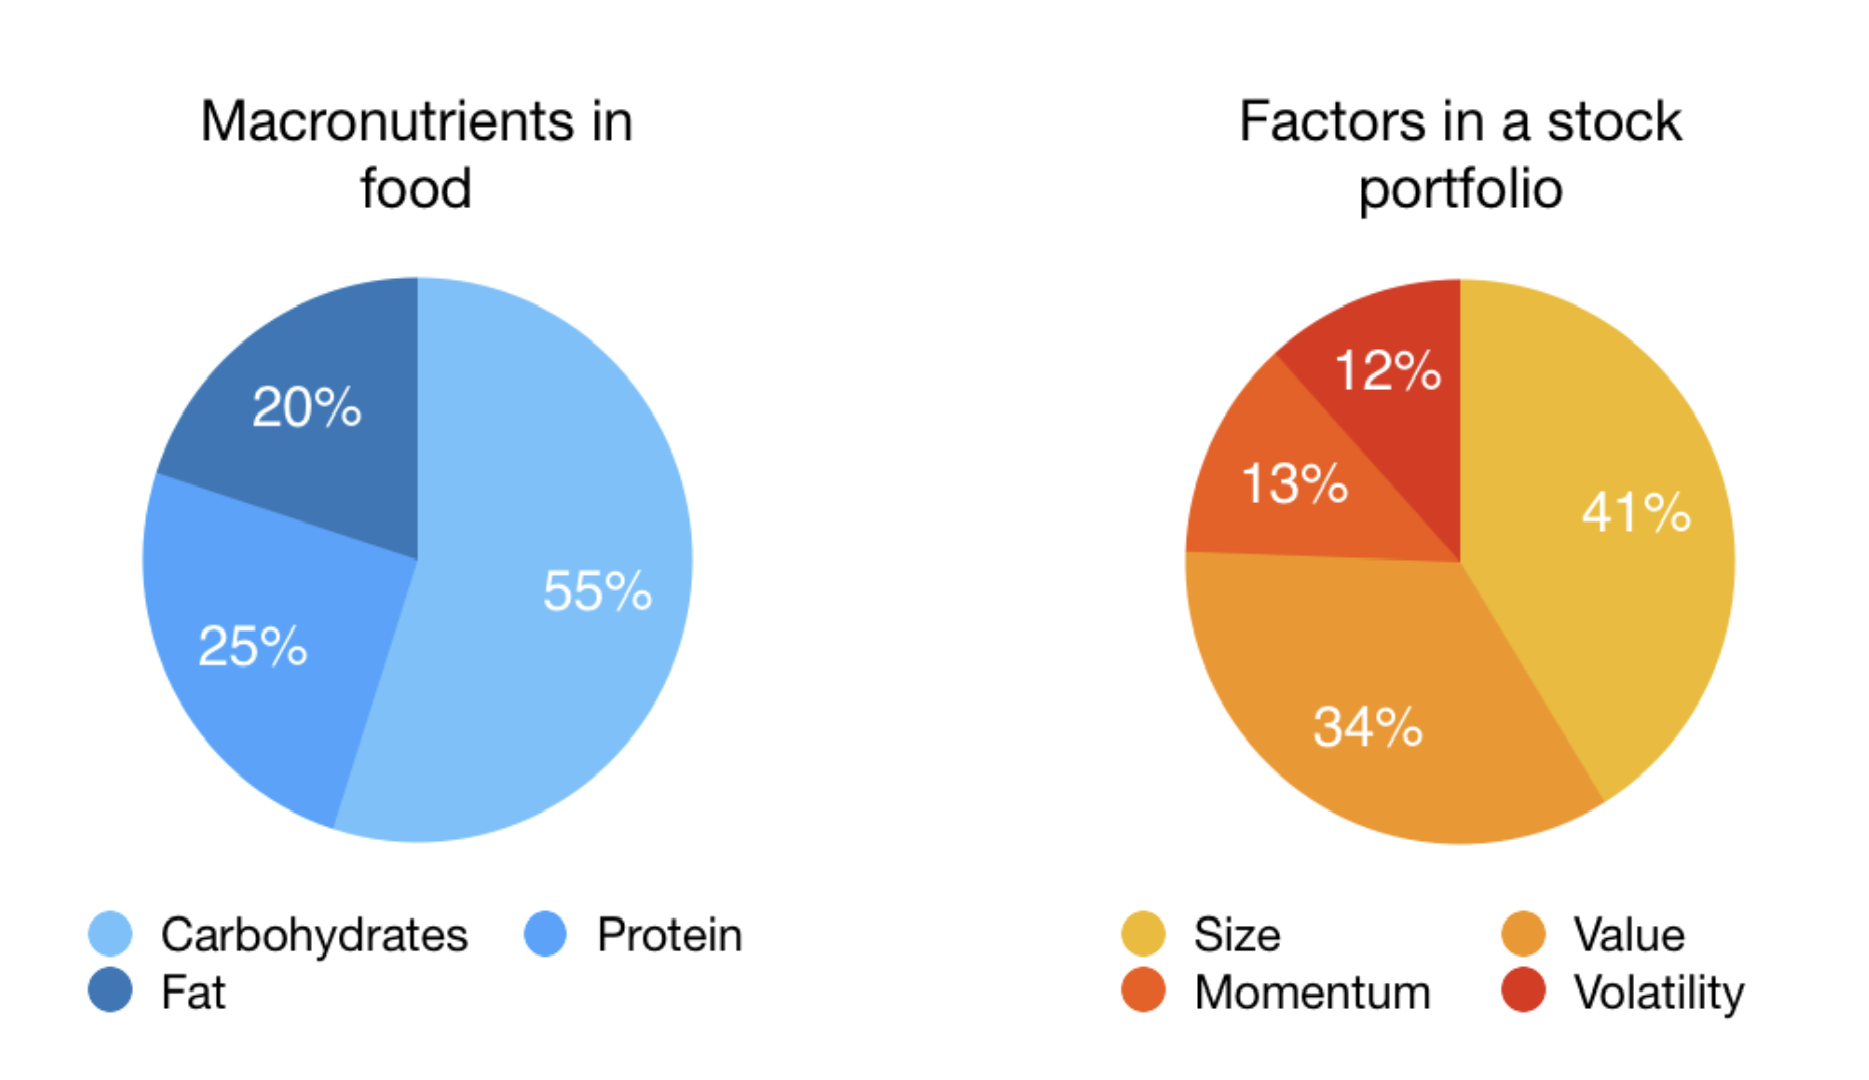 Macronutrients in
food
20%
55%
25%
Carbohydrates
Protein
Fat
Factors in a stock
portfolio
12%
13%
41%
34%
Size
Value
Momentum
Volatility